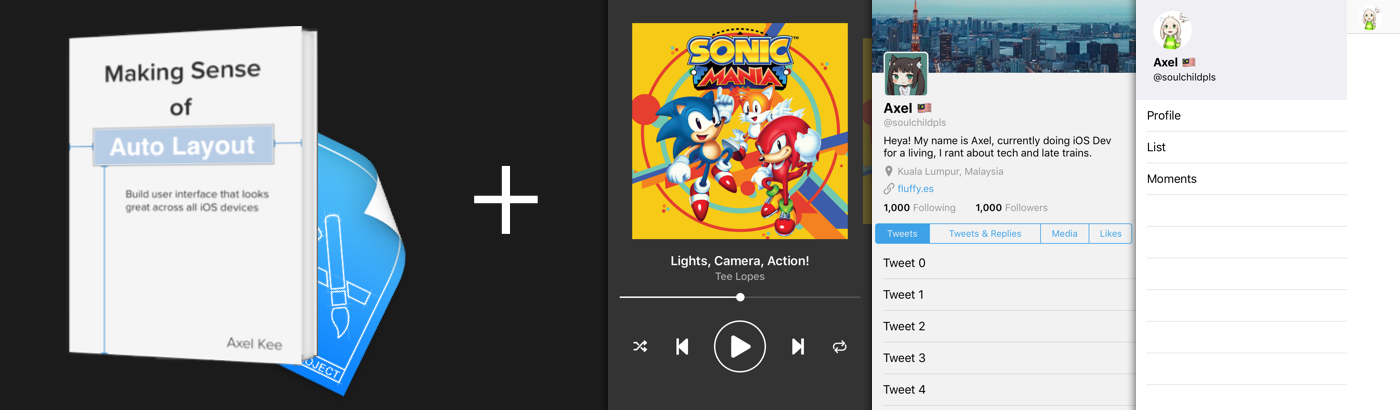 Making Sense
of
Auto Layout
Build user interface that looks
great across all iOS devices
Axel Kee
SONIC
MANIA
Lights, Camera, Action!
Tee Lopes
Axel 🇲🇾
@soulchildpls
Heya! My name is Axel, currently doing iOS Dev
for a living, I rant about tech and late trains.
Kuala Lumpur, Malaysia
fluffy.es
1,000 Following 1,000 Followers
Tweets Tweets & Replies Media Likes
Tweet 0
Tweet 1
Tweet 2
Tweet 3
Tweet 4
Axel 🇲🇾
@soulchildpls
Profile
List
Moments